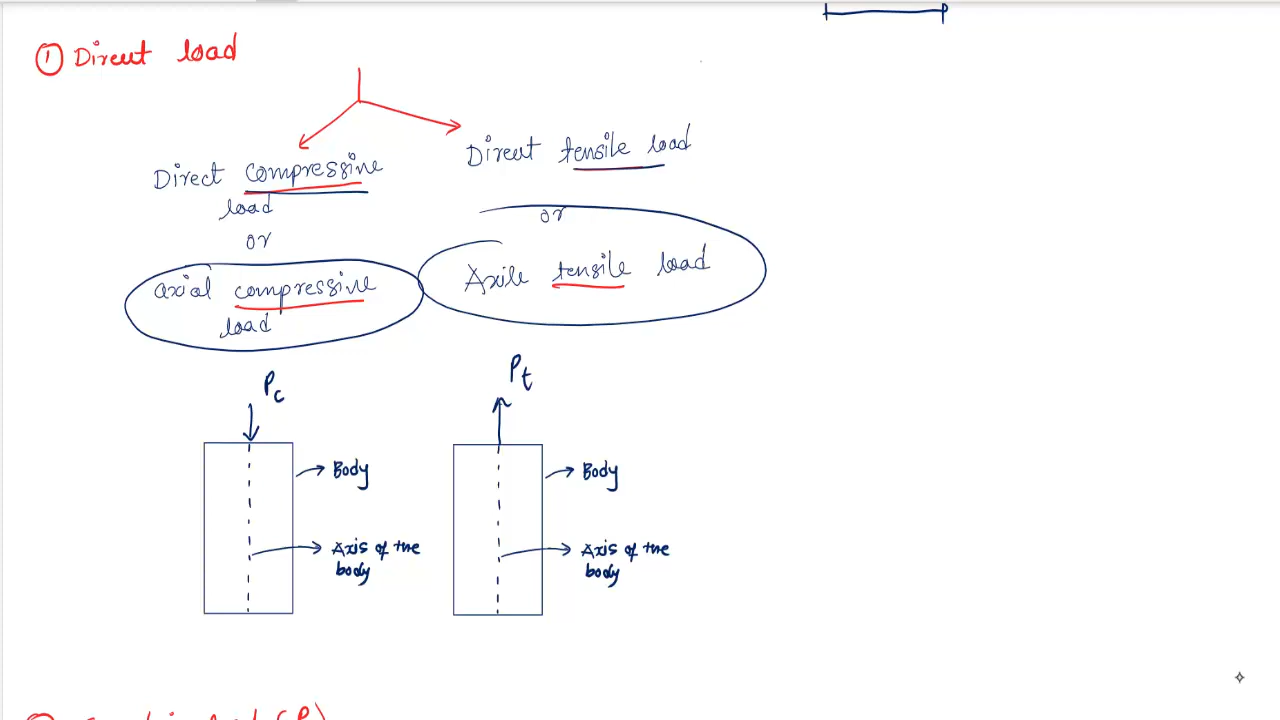 ① Direct load
Direct compressive
load
or
axial compressive
load
Direct tensile load
or
Axile tensile load
Pc
Body
Axis of the
body
Pt
Body
Axis of the
body
load (P)